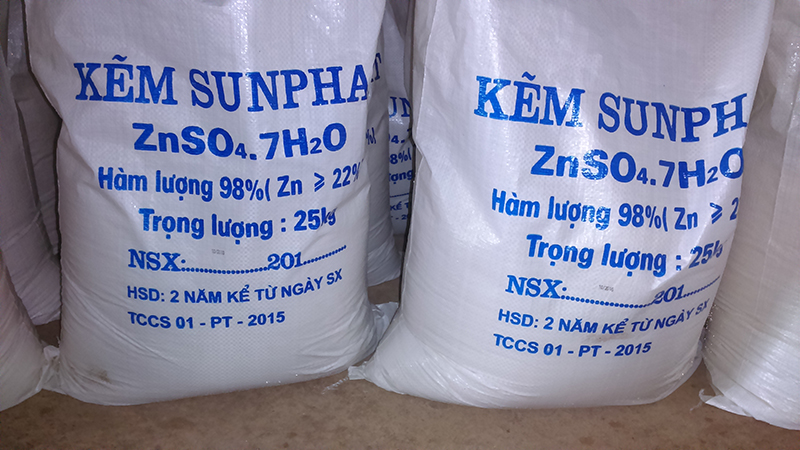 KẼM SUNPHA
ZnSO4.7H2O
Hàm lượng 98%( Zn ≥ 22%
Trọng lượng : 25kg
NSX:......................201......
HSD: 2 NĂM KỂ TỪ NGÀY SX
TCCS 01 - PT - 2015
KẼM SUNPH
ZnSO4.7H2O
Hàm lượng 98%( Zn ≥ 2
Trọng lượng : 25kg
NSX:......................201......
HSD: 2 NĂM KỂ TỪ NGÀY SX
TCCS 01 - PT - 2015